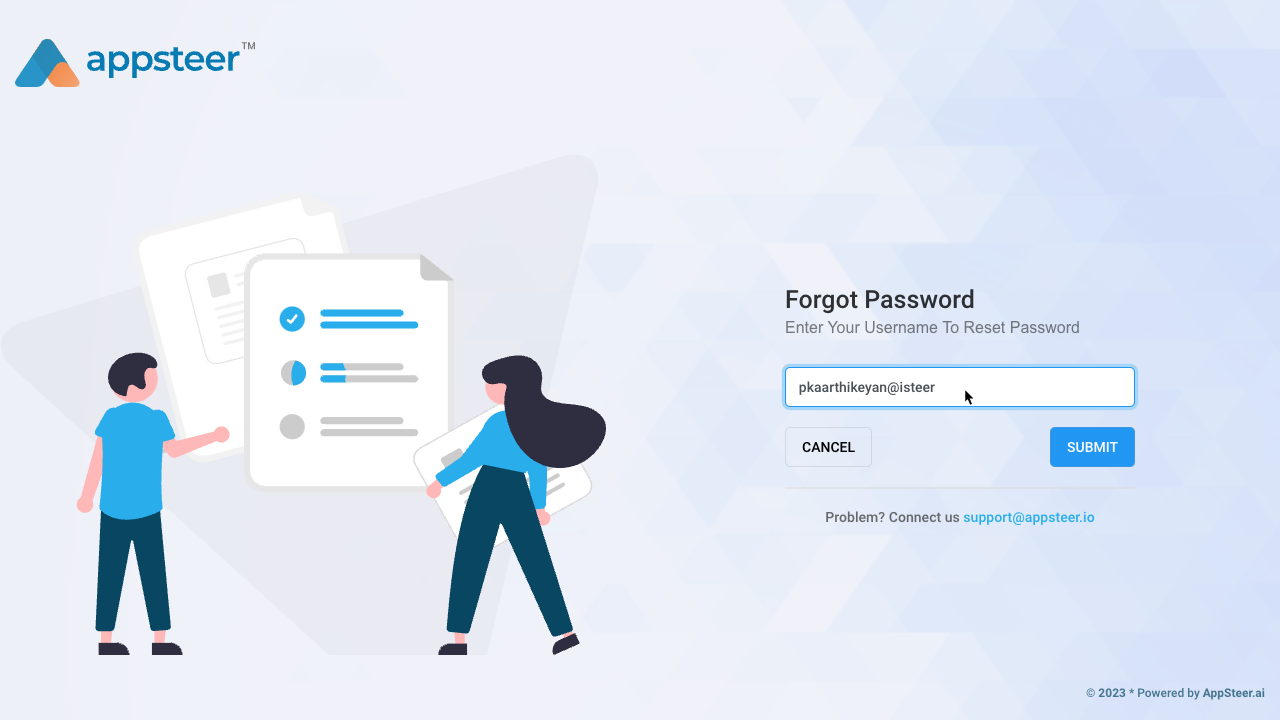 appsteer™
Forgot Password
Enter Your Username To Reset Password
pkaarthikeyan@isteer
CANCEL
SUBMIT
Problem? Connect us support@appsteer.io
© 2023 * Powered by AppSteer.ai